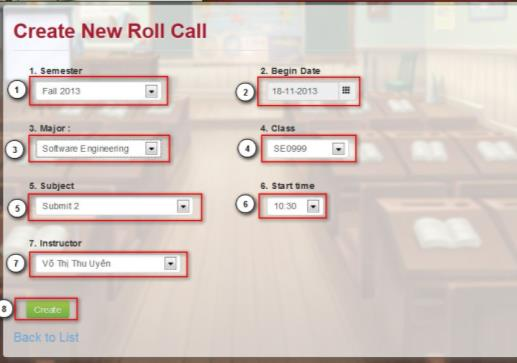 Create New Roll Call
1. Semester
2. Begin Date
1
Fall 2013
2
18-11-2013
3. Major :
4. Class
3
Software Engineering
4
SE0999
5. Subject
6. Start time
5
Submit 2
6
10:30
7. Instructor
7
Võ Thị Thu Uyên
8
Create
Back to List